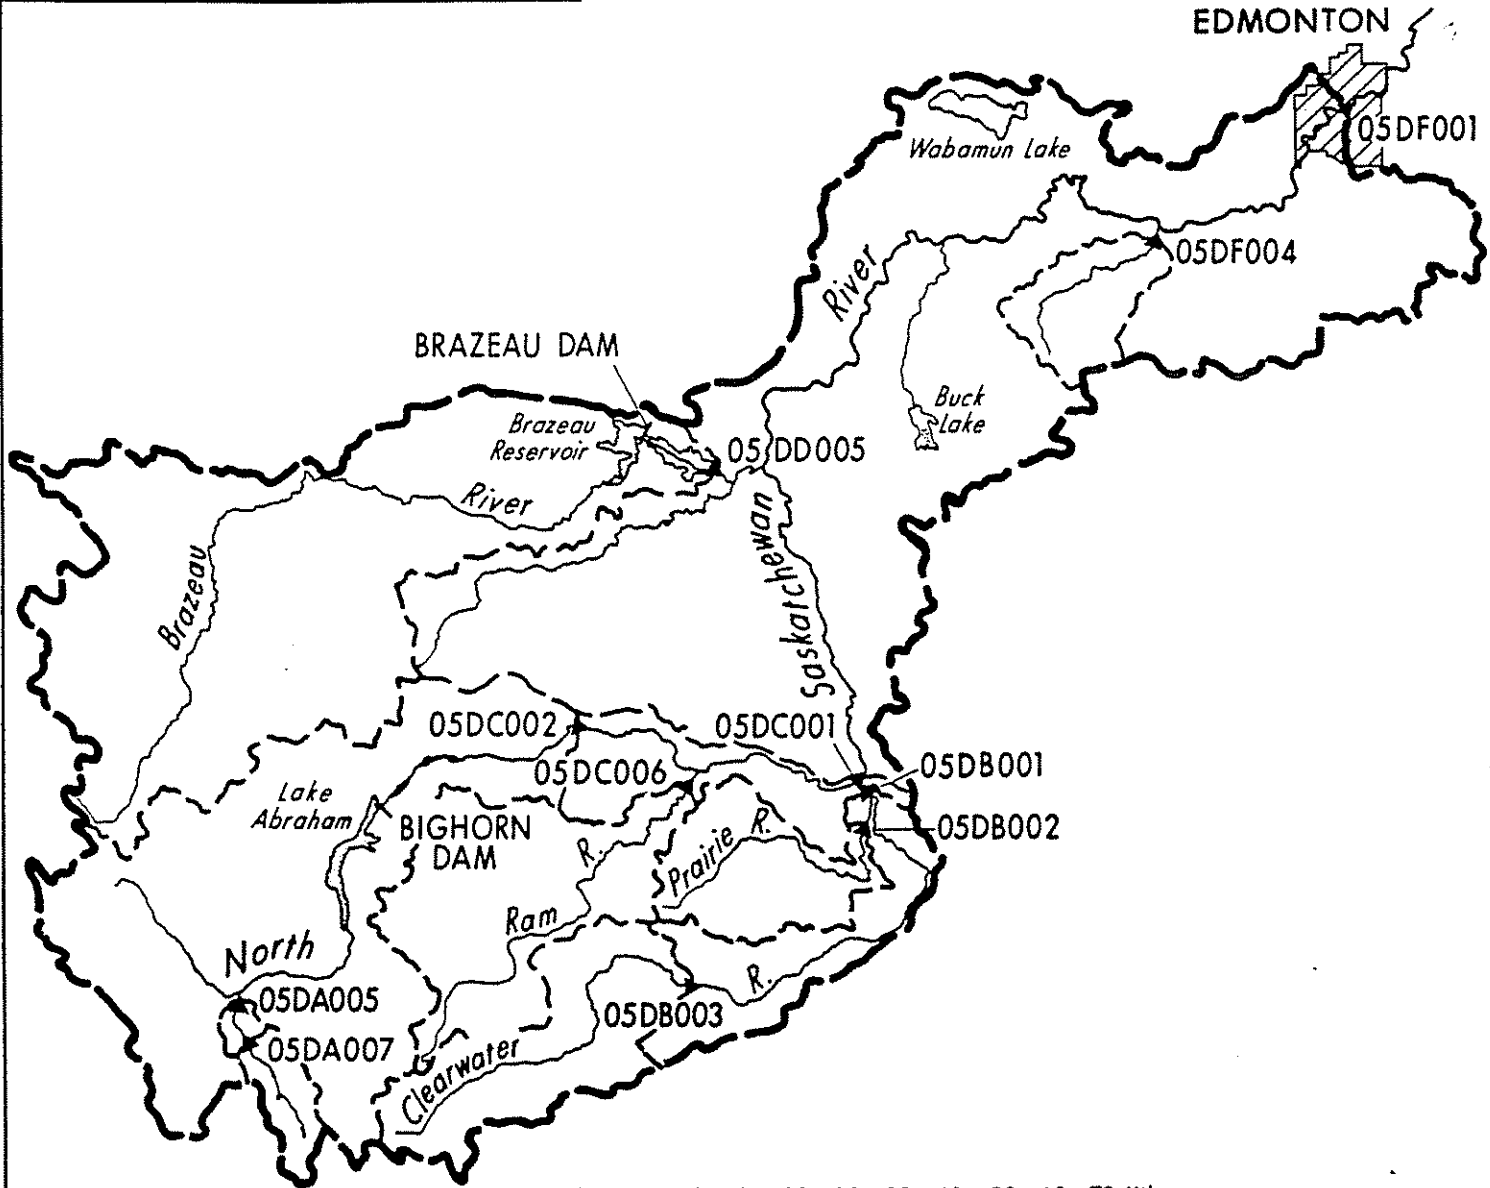 EDMONTON
05DF001
Wabamun Lake
05DF004
River
BRAZEAU DAM
Buck
Lake
Brazeau
Reservoir
05DD005
River
Saskatchewan
Brazeau
05DC002
05DC001
05DB001
05DC006
Lake
Abraham
BIGHORN
DAM
05DB002
R.
Prairie R.
Ram
North
R.
05DA005
05DB003
05DA007
Clearwater